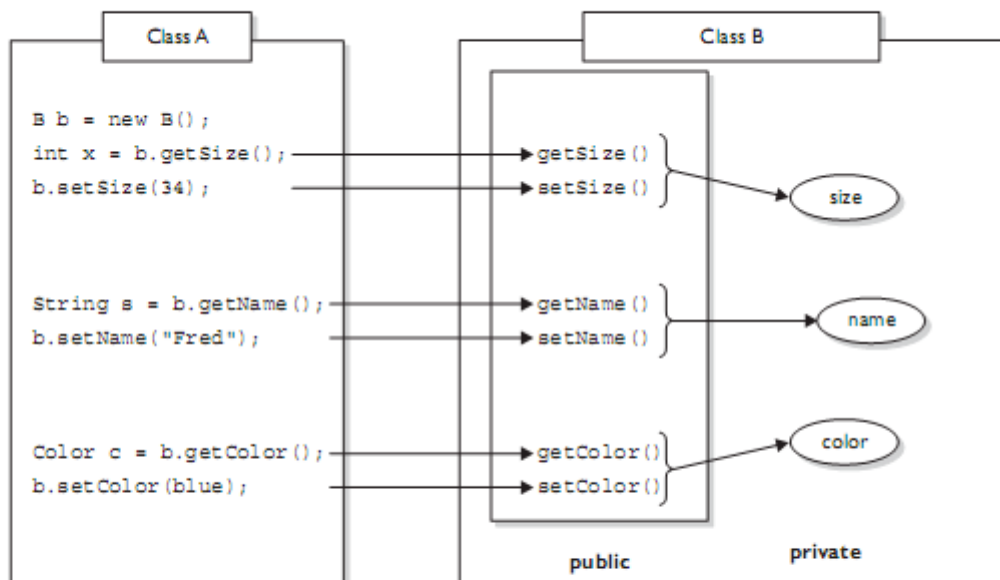 Class A
B b = new B();
int x = b.getSize();
b.setSize(34);
String s = b.getName();
b.setName("Fred");
Color c = b.getColor();
b.setColor(blue);
Class B
getSize()
setSize()
getName()
setName()
getColor()
setColor()
public
size
name
color
private